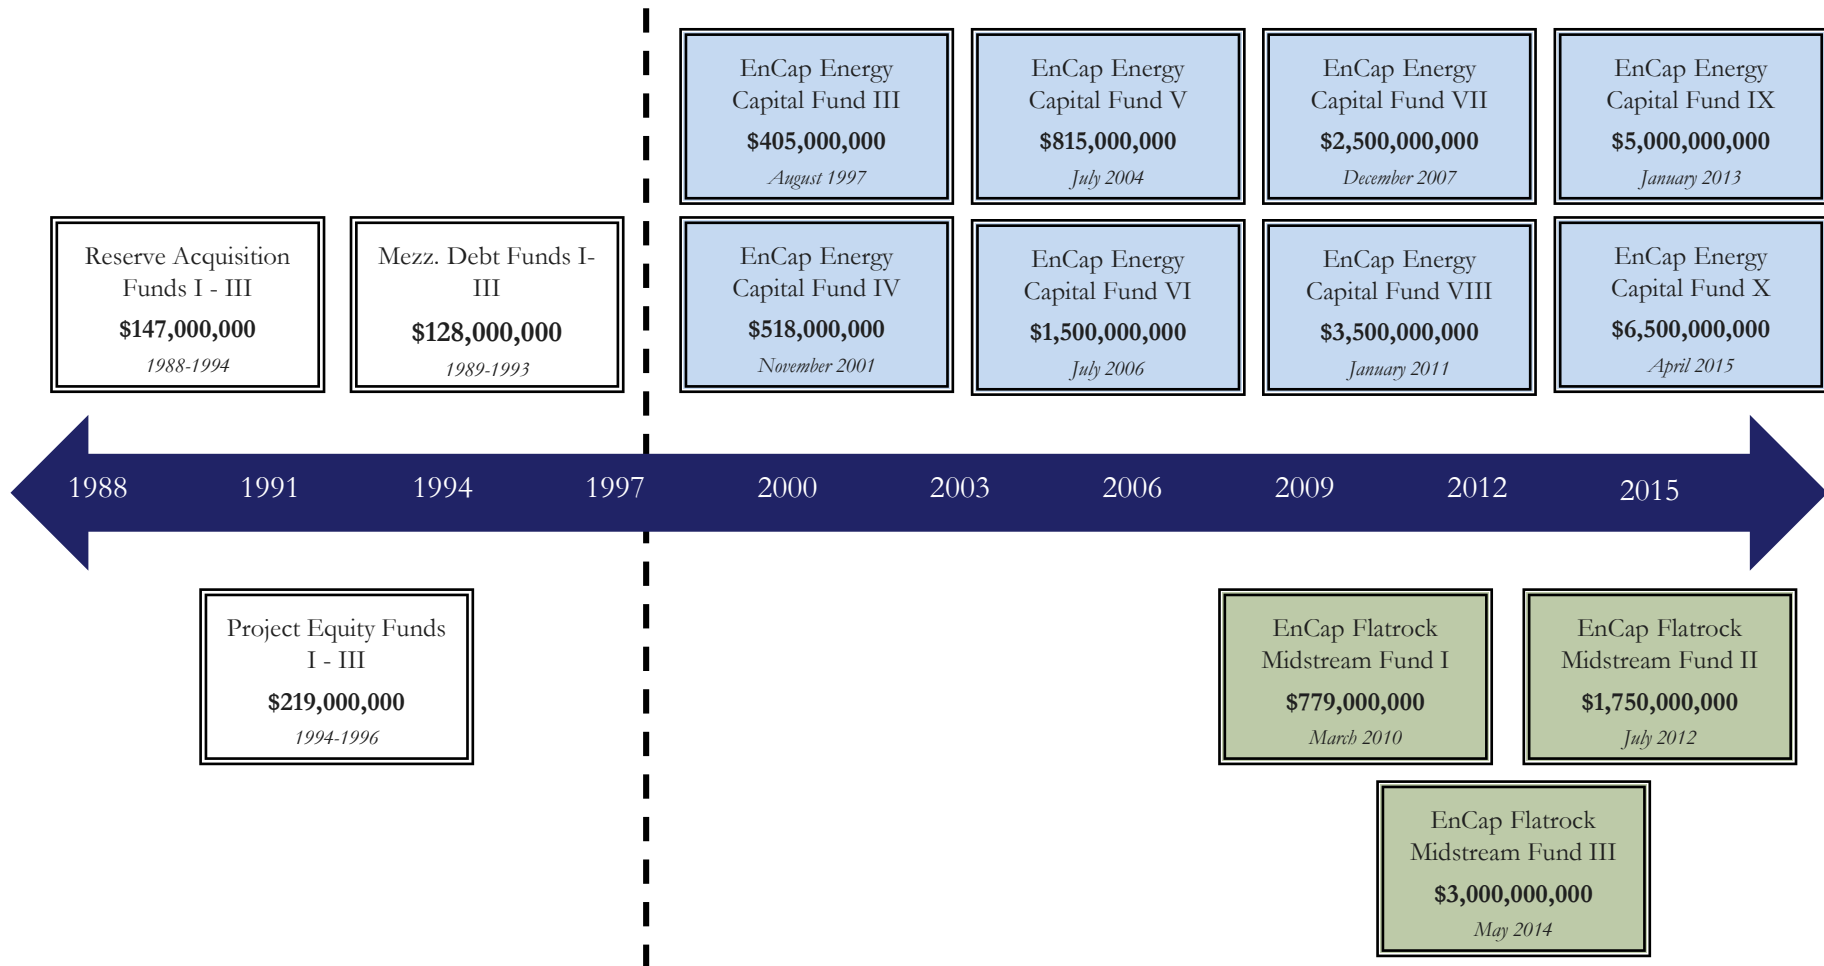 EnCap Energy
Capital Fund III
$405,000,000
August 1997
EnCap Energy
Capital Fund V
$815,000,000
July 2004
EnCap Energy
Capital Fund VII
$2,500,000,000
December 2007
EnCap Energy
Capital Fund IX
$5,000,000,000
January 2013
Reserve Acquisition
Funds I - III
$147,000,000
1988-1994
Mezz. Debt Funds I-
III
$128,000,000
1989-1993
EnCap Energy
Capital Fund IV
$518,000,000
November 2001
EnCap Energy
Capital Fund VI
$1,500,000,000
July 2006
EnCap Energy
Capital Fund VIII
$3,500,000,000
January 2011
EnCap Energy
Capital Fund X
$6,500,000,000
April 2015
1988 1991 1994 1997 2000 2003 2006 2009 2012 2015
Project Equity Funds
I - III
$219,000,000
1994-1996
EnCap Flatrock
Midstream Fund I
$779,000,000
March 2010
EnCap Flatrock
Midstream Fund II
$1,750,000,000
July 2012
EnCap Flatrock
Midstream Fund III
$3,000,000,000
May 2014